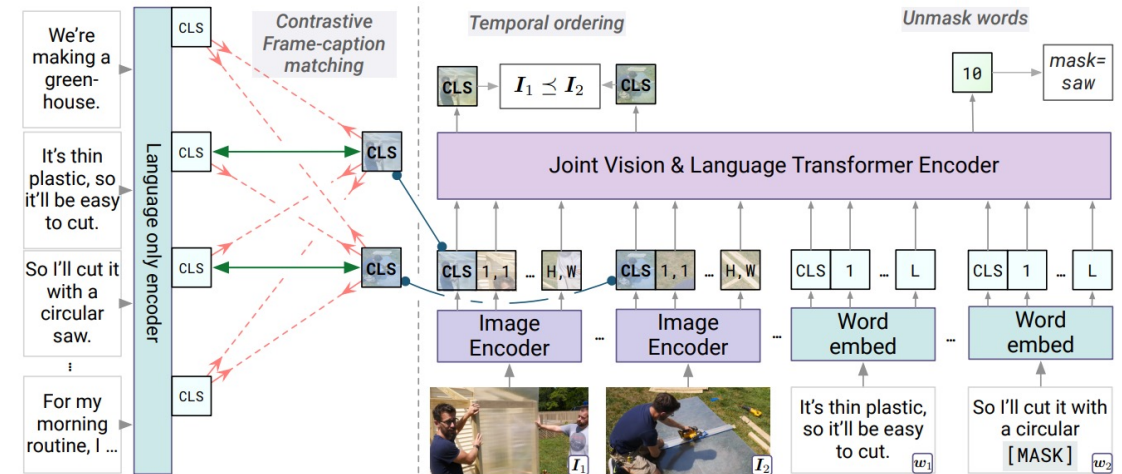 We're
making a
green-
house.
It's thin
plastic, so
it'll be easy
to cut.
So I'll cut it
with a
circular
saw.
⋮
For my
morning
routine, I ...
Language only encoder
CLS
CLS
CLS
CLS
Contrastive
Frame-caption
matching
CLS
CLS
Temporal ordering
Unmask words
CLS
I₁ ⪯ I₂
CLS
10
mask=
saw
Joint Vision & Language Transformer Encoder
CLS 1,1 ... H,W
CLS 1,1 ... H,W
CLS 1 ... L
CLS 1 ... L
Image
Encoder
...
Image
Encoder
...
Word
embed
...
Word
embed
I₁
I₂
It's thin plastic,
so it'll be easy
to cut.
w₁
So I'll cut it with
a circular
[MASK]
w₂